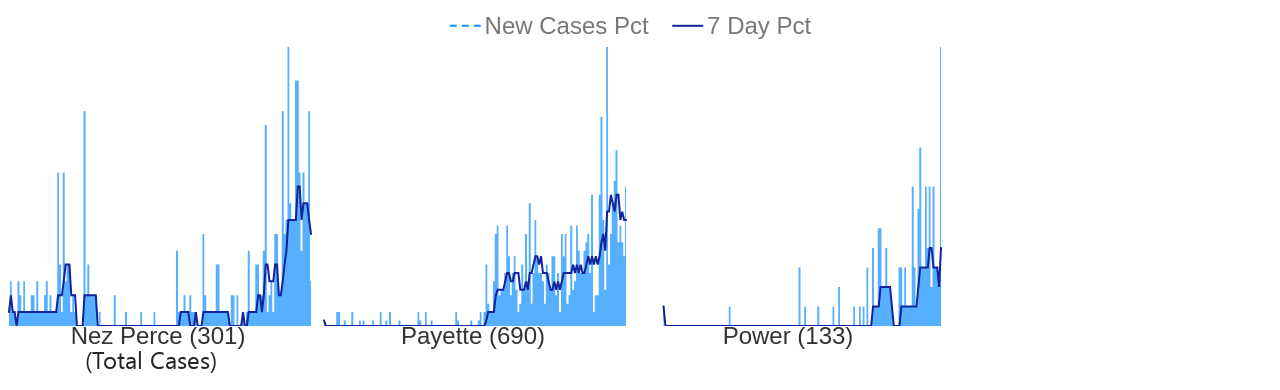 New Cases Pct 7 Day Pct
Nez Perce (301) Payette (690) Power (133)
(Total Cases)